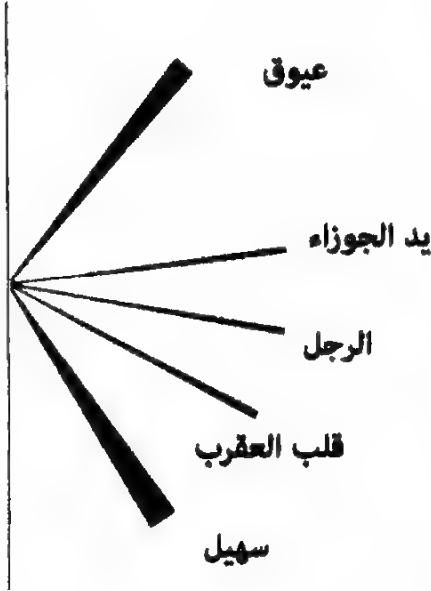 عيوق
يد الجوزاء
الرجل
قلب العقرب
سهيل